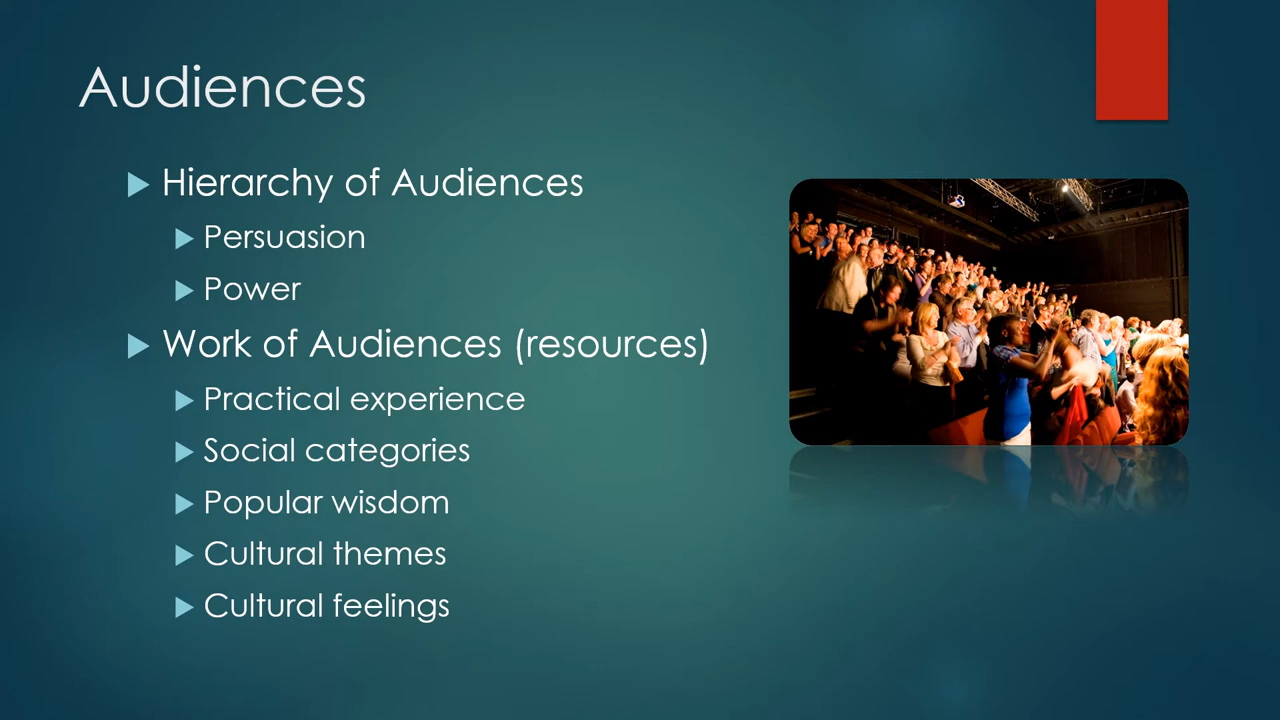 Audiences
Hierarchy of Audiences
Persuasion
Power
Work of Audiences (resources)
Practical experience
Social categories
Popular wisdom
Cultural themes
Cultural feelings